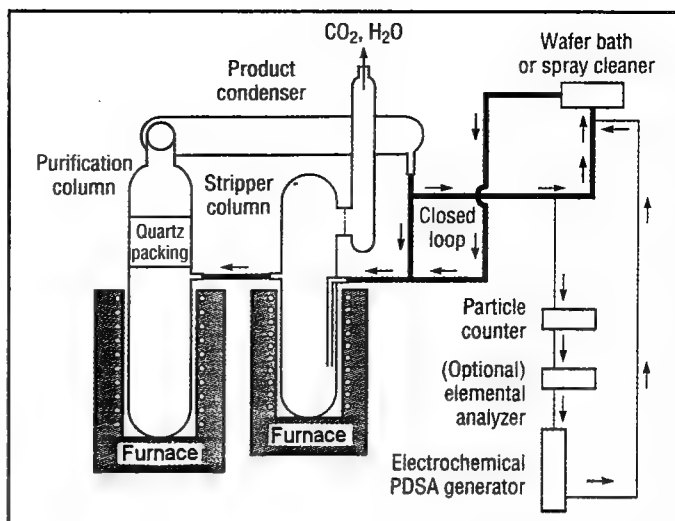 CO₂, H₂O
Wafer bath
or spray cleaner
Product
condenser
Purification
column
Stripper
column
Quartz
packing
Closed
loop
Particle
counter
(Optional)
elemental
analyzer
Furnace
Furnace
Electrochemical
PDSA generator